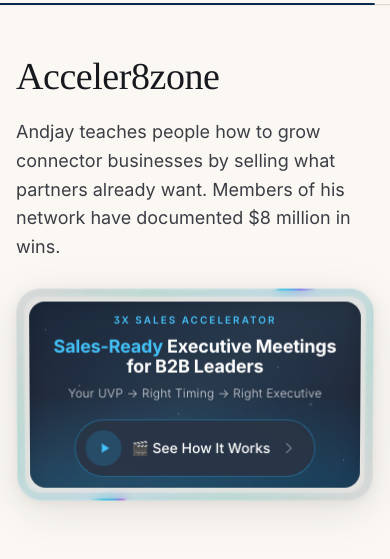 Acceler8zone
Andjay teaches people how to grow
connector businesses by selling what
partners already want. Members of his
network have documented $8 million in
wins.
3X SALES ACCELERATOR
Sales-Ready Executive Meetings
for B2B Leaders
Your UVP → Right Timing → Right Executive
🎬 See How It Works